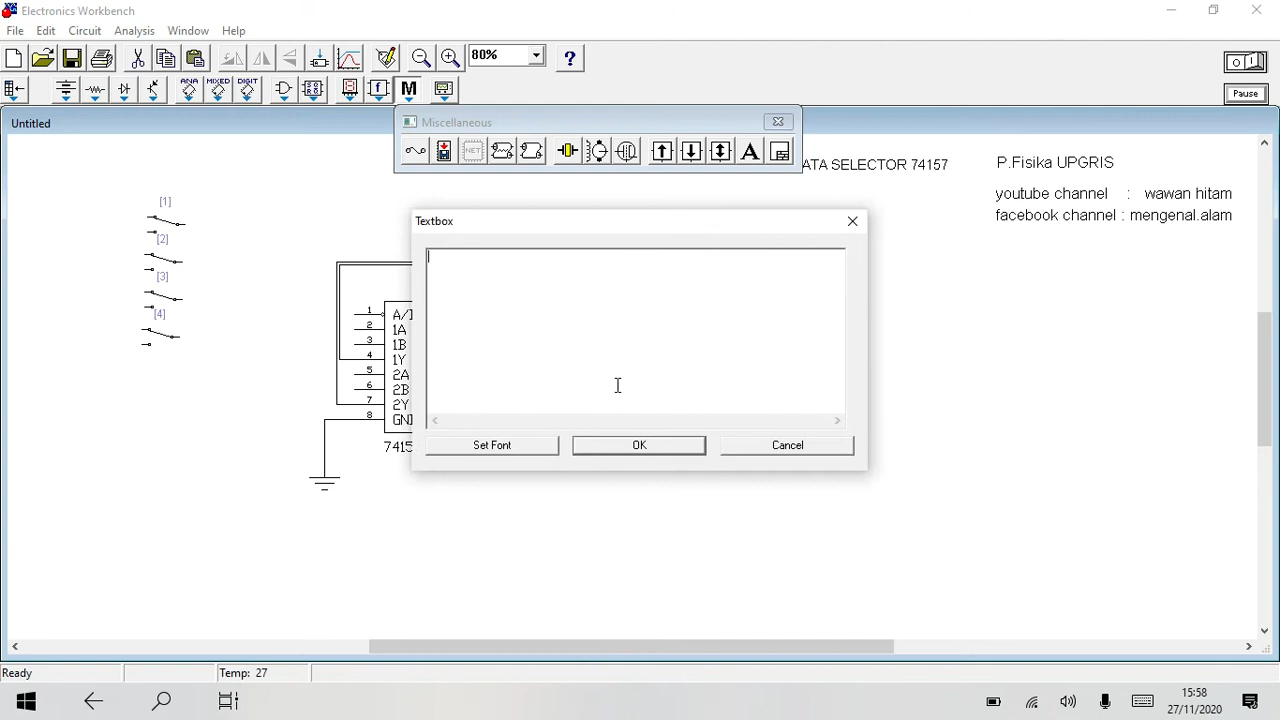 Electronics Workbench
File Edit Circuit Analysis Window Help
80%
?
ANA MIXED DIGIT
f M
Pause
Untitled
Miscellaneous
NET
A
ATA SELECTOR 74157
P.Fisika UPGRIS
youtube channel : wawan hitam
facebook channel : mengenal.alam
[1]
[2]
[3]
[4]
Textbox
1
2 1A
3 1B
4 1Y
5 2A
6 2B
7 2Y
8
7415
Set Font OK Cancel
Ready Temp: 27
15:58
27/11/2020